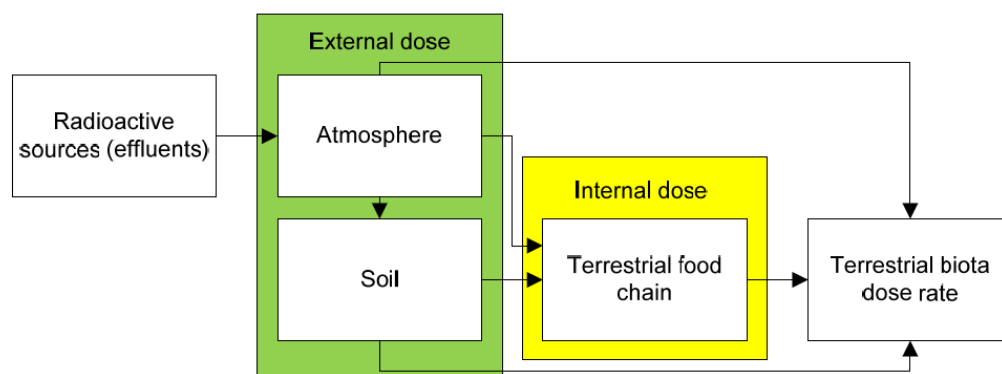 External dose
Radioactive
sources (effluents)
Atmosphere
Internal dose
Soil
Terrestrial food
chain
Terrestrial biota
dose rate